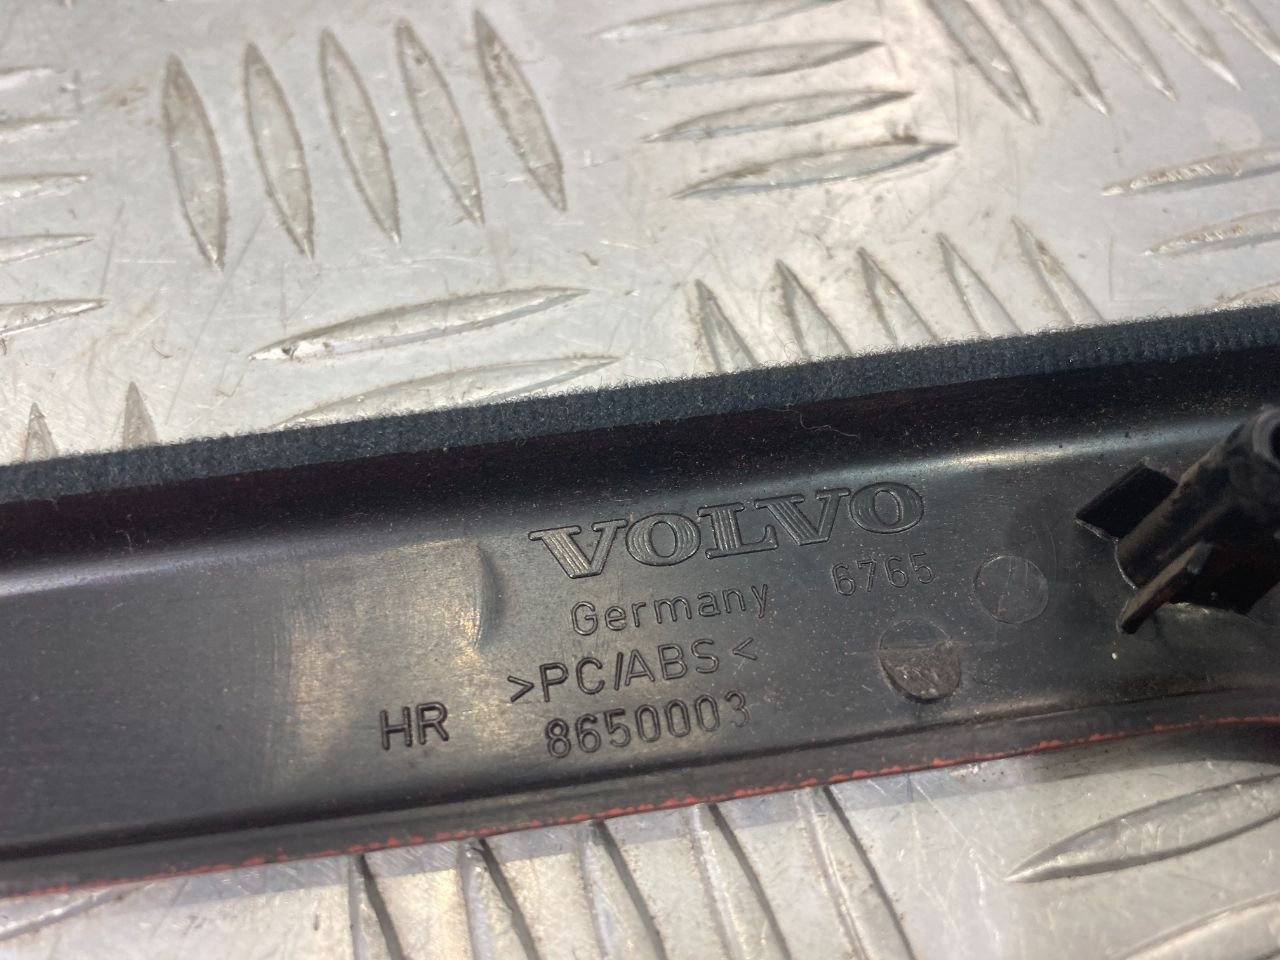 VOLVO
Germany 6765
>PC/ABS<
HR 8650003